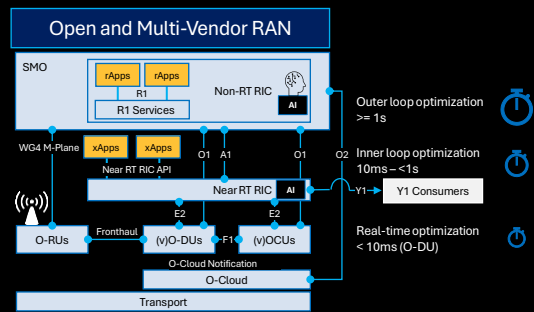 Open and Multi-Vendor RAN
SMO
rApps
rApps
R1
R1 Services
Non-RT RIC
AI
Outer loop optimization
>= 1s
WG4 M-Plane
xApps
xApps
Near RT RIC API
O1
A1
O1
O2
Inner loop optimization
10ms – <1s
Near RT RIC
AI
Y1
Y1 Consumers
E2
E2
O-RUs
Fronthaul
(v)O-DUs
F1
(v)OCUs
Real-time optimization
< 10ms (O-DU)
O-Cloud Notification
O-Cloud
Transport